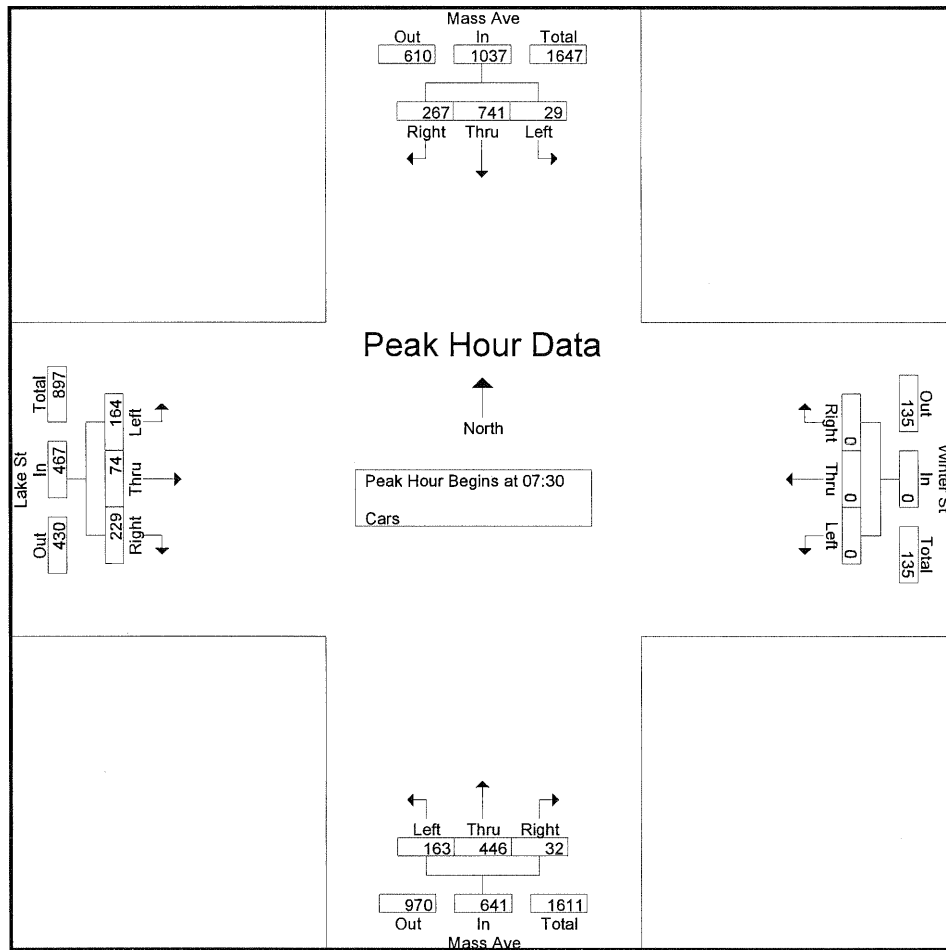 Mass Ave
Out In Total
610 1037 1647
267 741 29
Right Thru Left
Peak Hour Data
North
Peak Hour Begins at 07:30
Cars
Lake St
Out In Total
430 467 897
229 74 164
Right Thru Left
Right Thru Left
0 0 0
Out In Total
135 0 135
Winter St
Left Thru Right
163 446 32
970 641 1611
Out In Total
Mass Ave